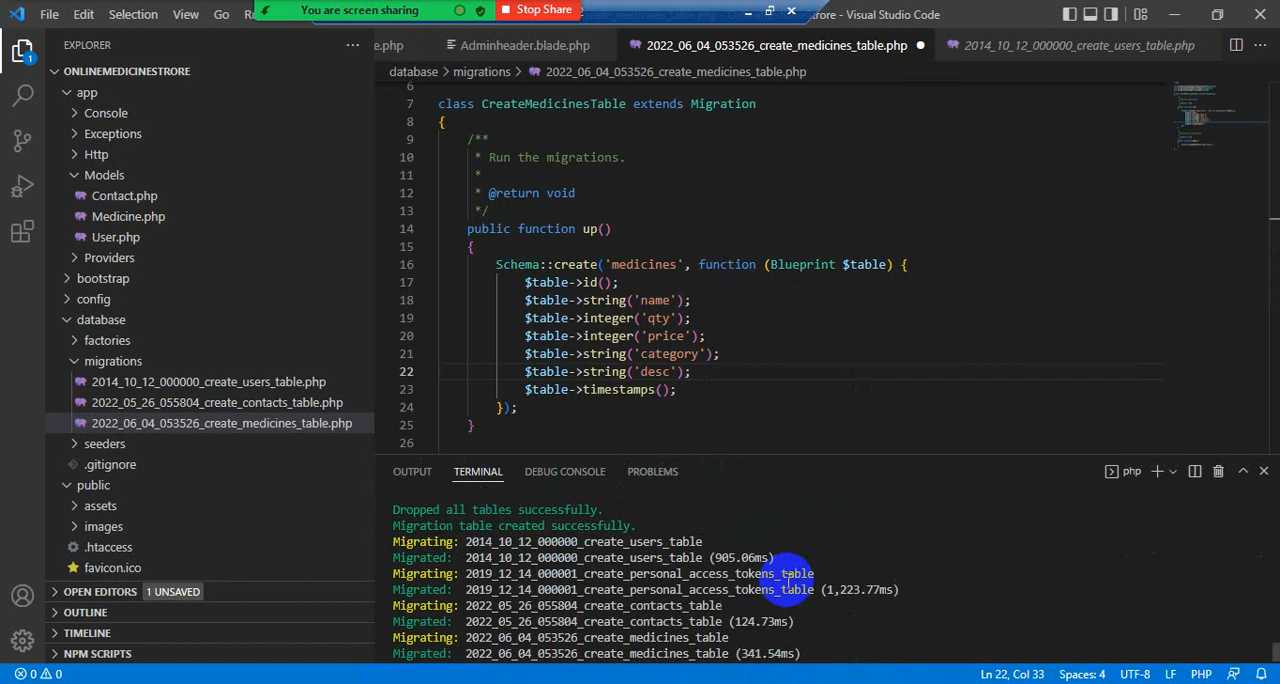 File Edit Selection View Go
You are screen sharing
Stop Share
rore - Visual Studio Code
EXPLORER
e.php
Adminheader.blade.php
2022_06_04_053526_create_medicines_table.php
2014_10_12_000000_create_users_table.php
database > migrations > 2022_06_04_053526_create_medicines_table.php
ONLINEMEDICINESTRORE
app
Console
Exceptions
Http
Models
Contact.php
Medicine.php
User.php
Providers
bootstrap
config
database
factories
migrations
2014_10_12_000000_create_users_table.php
2022_05_26_055804_create_contacts_table.php
2022_06_04_053526_create_medicines_table.php
seeders
.gitignore
public
assets
images
.htaccess
favicon.ico
OPEN EDITORS 1 UNSAVED
OUTLINE
TIMELINE
NPM SCRIPTS
6
7 class CreateMedicinesTable extends Migration
8 {
9 /**
10 * Run the migrations.
11 *
12 * @return void
13 */
14 public function up()
15 {
16 Schema::create('medicines', function (Blueprint $table) {
17 $table->id();
18 $table->string('name');
19 $table->integer('qty');
20 $table->integer('price');
21 $table->string('category');
22 $table->string('desc');
23 $table->timestamps();
24 });
25 }
26
OUTPUT TERMINAL DEBUG CONSOLE PROBLEMS
php
Dropped all tables successfully.
Migration table created successfully.
Migrating: 2014_10_12_000000_create_users_table
Migrated: 2014_10_12_000000_create_users_table (905.06ms)
Migrating: 2019_12_14_000001_create_personal_access_tokens_table
Migrated: 2019_12_14_000001_create_personal_access_tokens_table (1,223.77ms)
Migrating: 2022_05_26_055804_create_contacts_table
Migrated: 2022_05_26_055804_create_contacts_table (124.73ms)
Migrating: 2022_06_04_053526_create_medicines_table
Migrated: 2022_06_04_053526_create_medicines_table (341.54ms)
0 0
Ln 22, Col 33 Spaces: 4 UTF-8 LF PHP